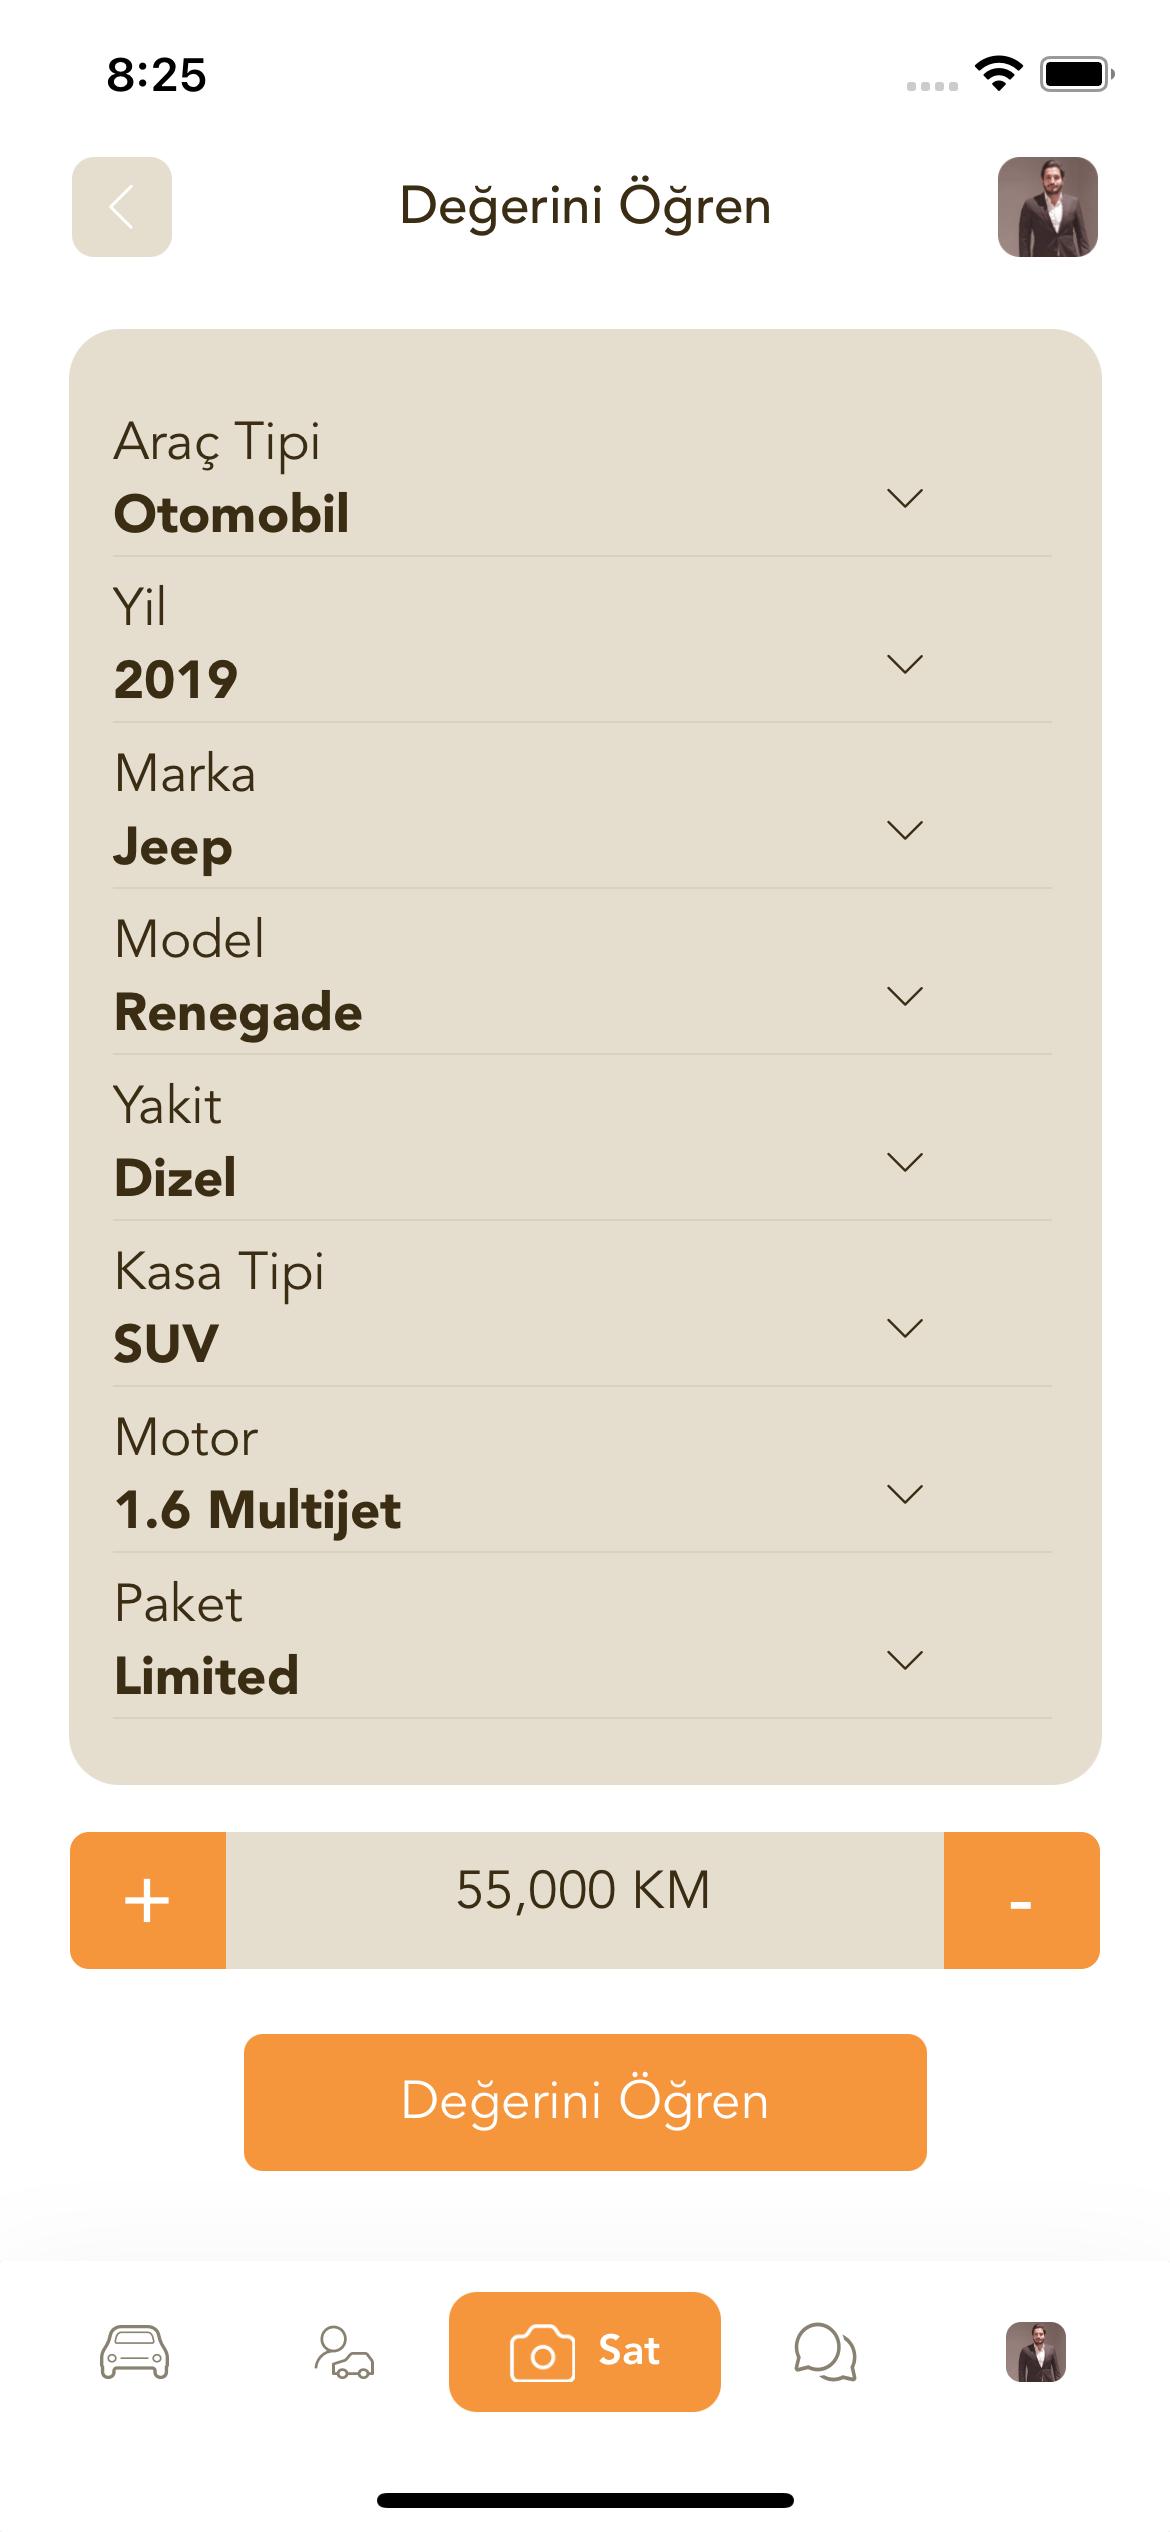 8:25
Değerini Öğren
Araç Tipi
Otomobil
Yil
2019
Marka
Jeep
Model
Renegade
Yakit
Dizel
Kasa Tipi
SUV
Motor
1.6 Multijet
Paket
Limited
+ 55,000 KM -
Değerini Öğren
Sat